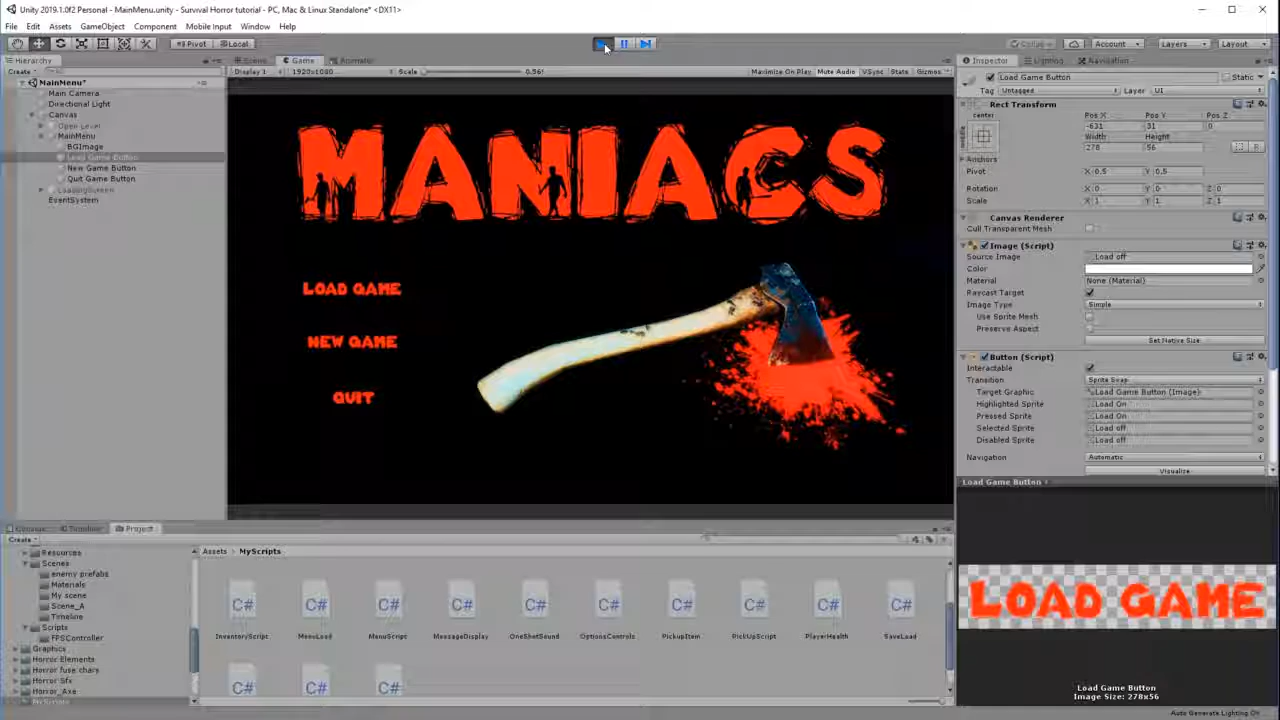 Unity 2019.1.0f2 Personal - MainMenu.unity - Survival Horror tutorial - PC, Mac & Linux Standalone* <DX11>
File Edit Assets GameObject Component Mobile Input Window Help
Pivot Local Collab Account Layers Layout
Hierarchy
Create
MainMenu*
Main Camera
Directional Light
Canvas
Open Level
MainMenu
BGImage
Load Game Button
New Game Button
Quit Game Button
LoadingScreen
EventSystem
Scene Game Animator
Display 1 1920x1080 Scale 0.56 Maximize On Play Mute Audio VSync Stats Gizmos
MANIACS
LOAD GAME
NEW GAME
QUIT
Inspector Lighting Navigation
Load Game Button Static
Tag Untagged Layer UI
Rect Transform
center
middle
Pos X Pos Y Pos Z
-631 31 0
Width Height
278 56
R
Anchors
Pivot X 0.5 Y 0.5
Rotation X 0 Y 0 Z 0
Scale X 1 Y 1 Z 1
Canvas Renderer
Cull Transparent Mesh
Image (Script)
Source Image Load off
Color
Material None (Material)
Raycast Target
Image Type Simple
Use Sprite Mesh
Preserve Aspect
Set Native Size
Button (Script)
Interactable
Transition Sprite Swap
Target Graphic Load Game Button (Image)
Highlighted Sprite Load On
Pressed Sprite Load On
Selected Sprite Load off
Disabled Sprite Load off
Navigation Automatic
Visualize
Load Game Button
LOAD GAME
Load Game Button
Image Size: 278x56
Auto Generate Lighting On
Console Timeline Project
Create
Resources
Scenes
enemy prefabs
Materials
My scene
Scene_A
Timeline
Scripts
FPSController
Graphics
Horror Elements
Horror fuse chars
Horror Sfx
Horror_Axe
MyScripts
Assets MyScripts
C# C# C# C# C# C# C# C# C# C#
InventoryScript MenuLoad MenuScript MessageDisplay OneShotSound OptionsControls PickupItem PickUpScript PlayerHealth SaveLoad
C# C# C#